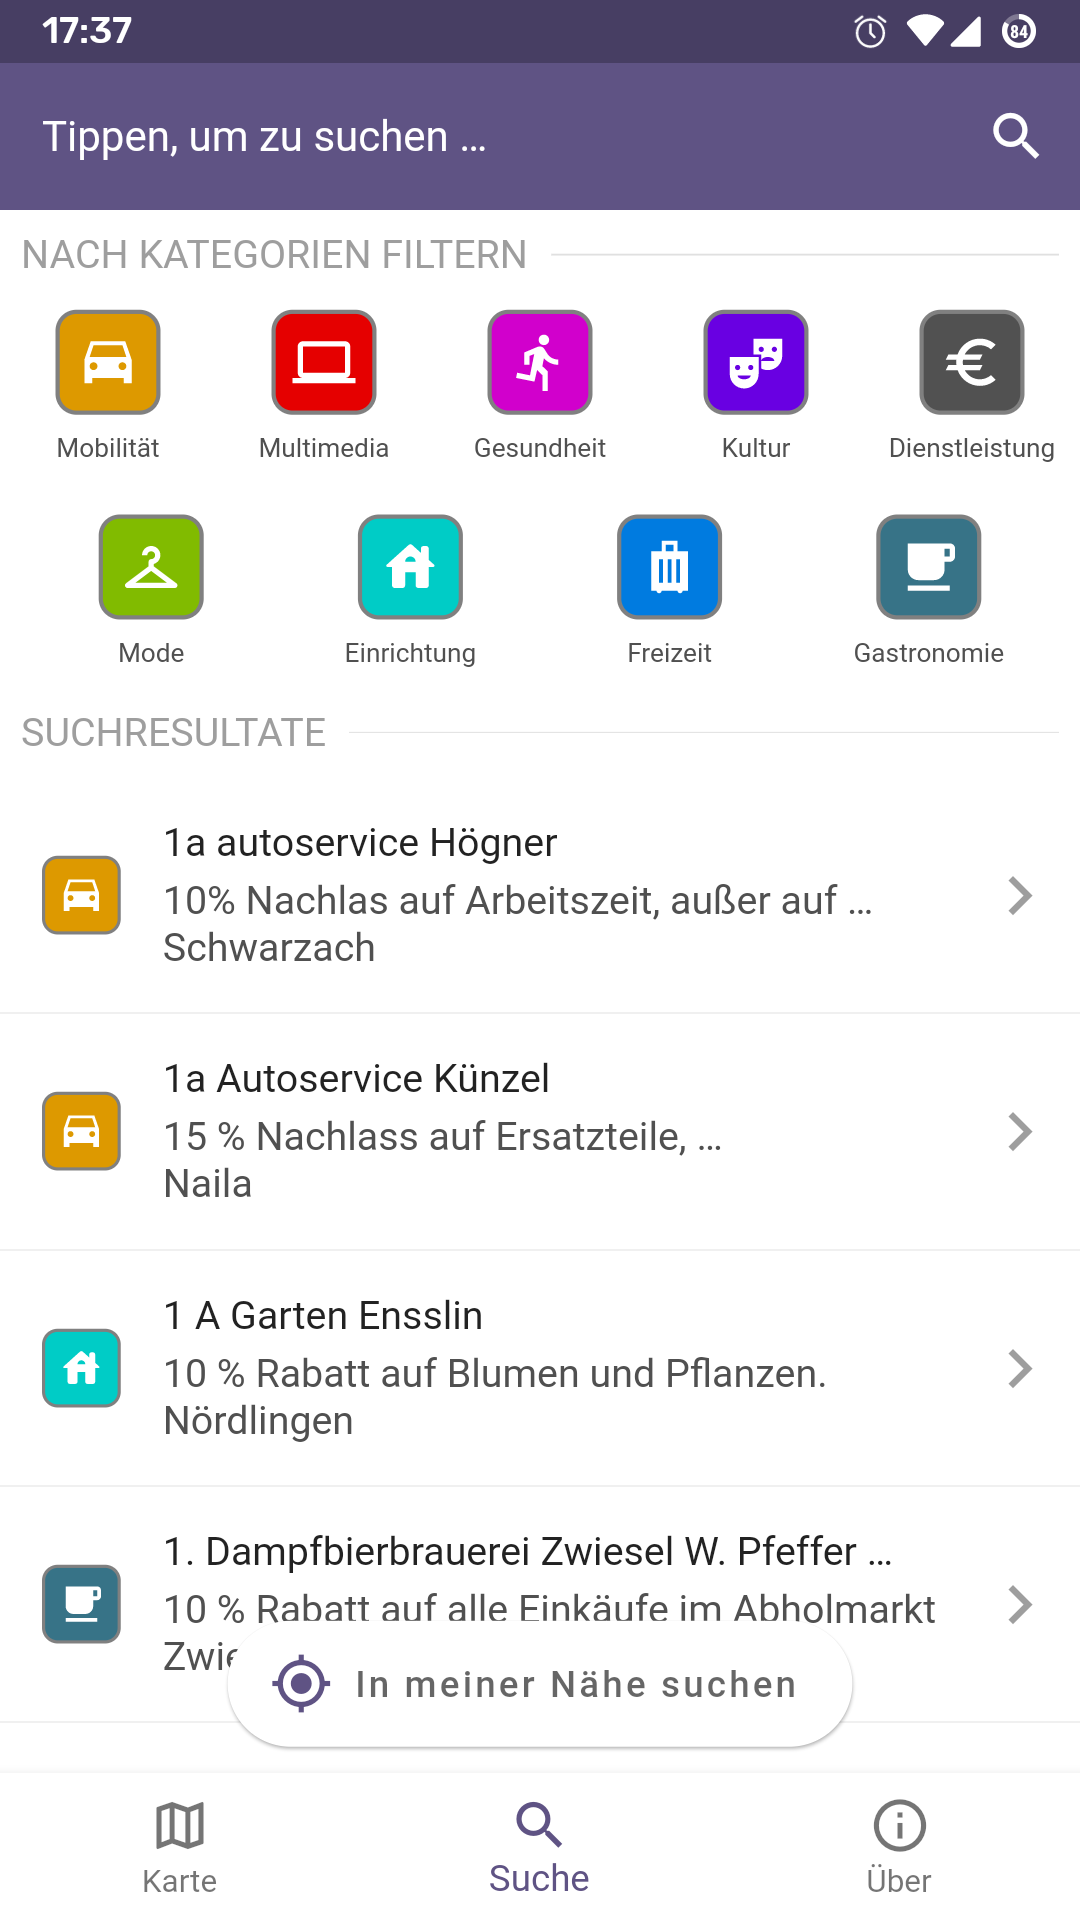 17:37
84
Tippen, um zu suchen …
NACH KATEGORIEN FILTERN
Mobilität
Multimedia
Gesundheit
Kultur
Dienstleistung
Mode
Einrichtung
Freizeit
Gastronomie
SUCHRESULTATE
1a autoservice Högner
10% Nachlas auf Arbeitszeit, außer auf …
Schwarzach
1a Autoservice Künzel
15 % Nachlass auf Ersatzteile, …
Naila
1 A Garten Ensslin
10 % Rabatt auf Blumen und Pflanzen.
Nördlingen
1. Dampfbierbrauerei Zwiesel W. Pfeffer …
10 % Rabatt auf alle Einkäufe im Abholmarkt
In meiner Nähe suchen
Karte
Suche
Über